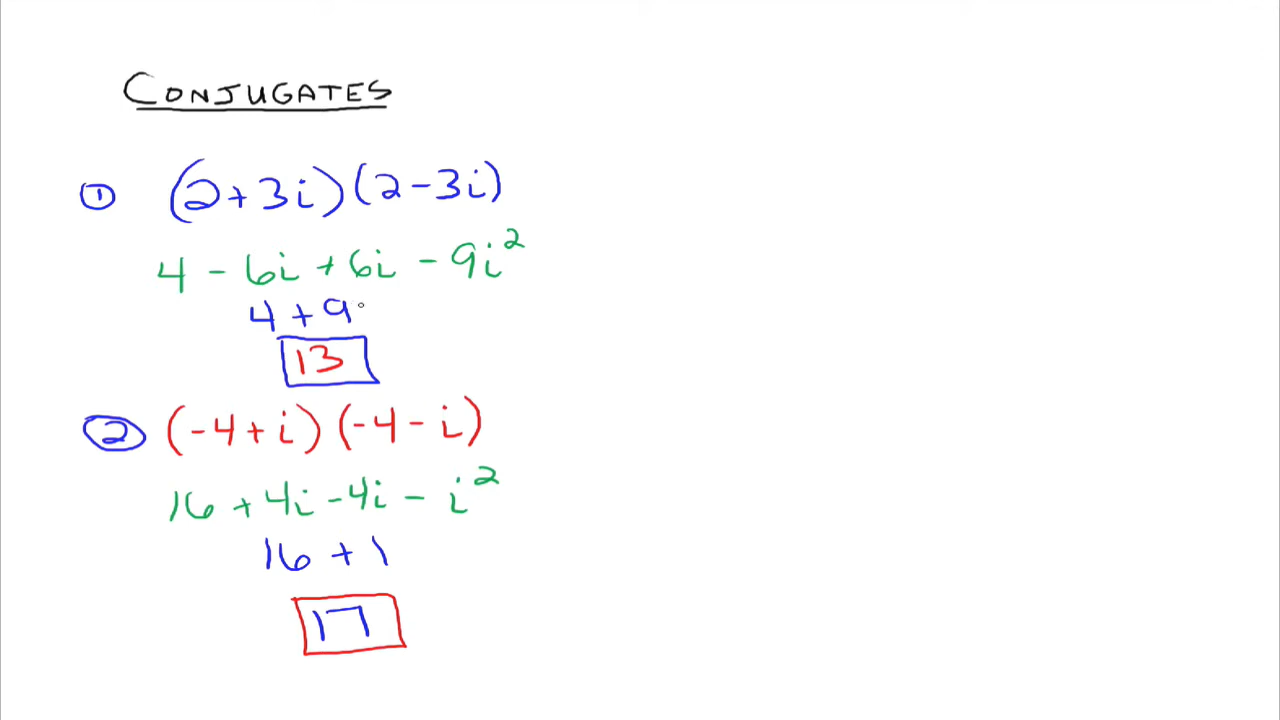 CONJUGATES
① (2+3i)(2-3i)
4 - 6i + 6i - 9i²
4 + 9
13
② (-4+i)(-4-i)
16 + 4i - 4i - i²
16 + 1
17